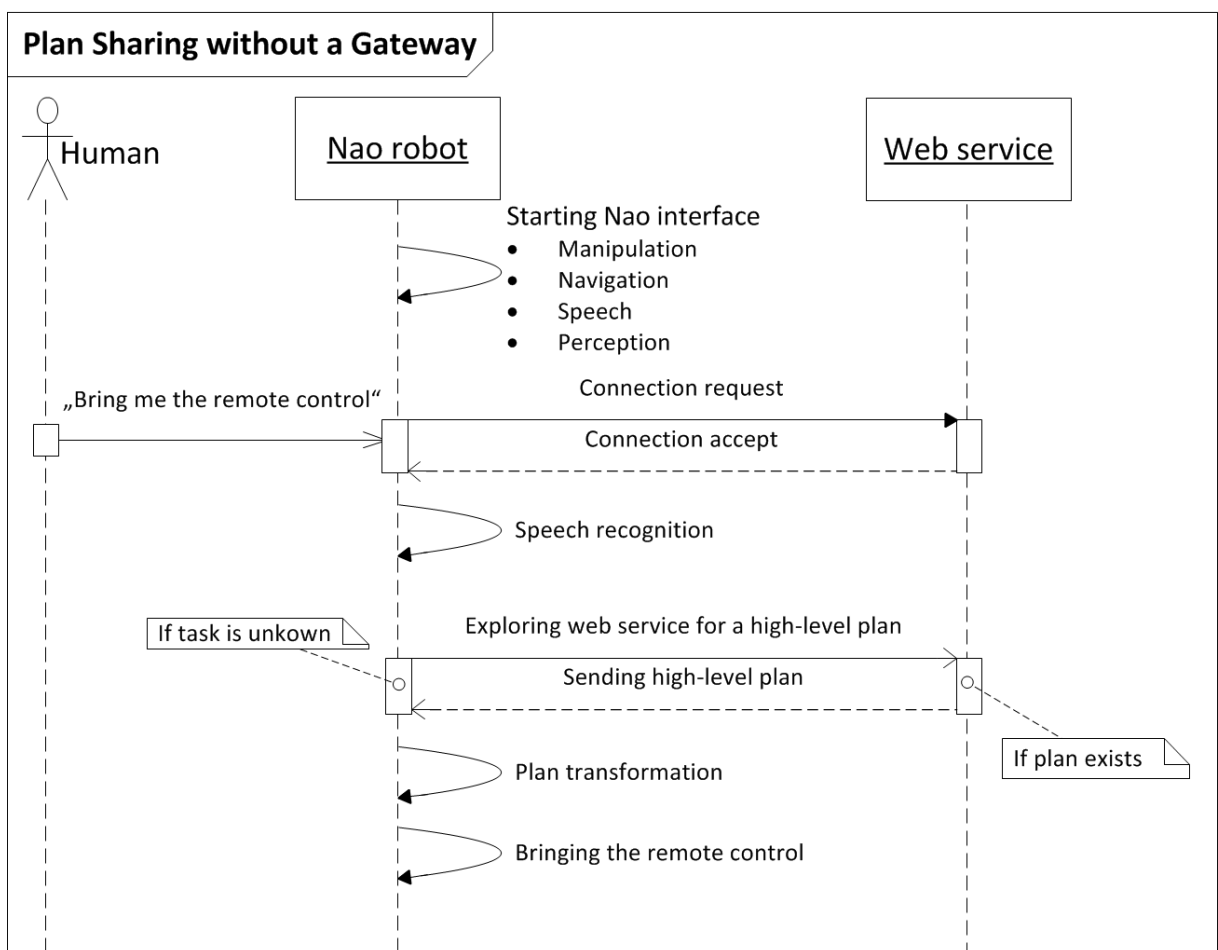 Plan Sharing without a Gateway
Human
Nao robot
Web service
Starting Nao interface
• Manipulation
• Navigation
• Speech
• Perception
„Bring me the remote control“
Connection request
Connection accept
Speech recognition
If task is unkown
Exploring web service for a high-level plan
Sending high-level plan
If plan exists
Plan transformation
Bringing the remote control